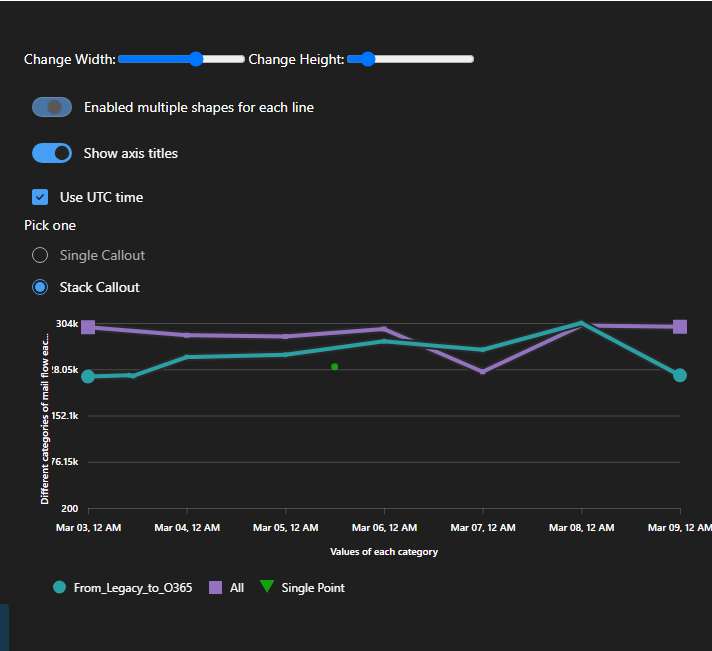 Change Width: Change Height:
Enabled multiple shapes for each line
Show axis titles
Use UTC time
Pick one
Single Callout
Stack Callout
Different categories of mail flow eac...
304k
8.05k
152.1k
76.15k
200
Mar 03, 12 AM Mar 04, 12 AM Mar 05, 12 AM Mar 06, 12 AM Mar 07, 12 AM Mar 08, 12 AM Mar 09, 12 AM
Values of each category
From_Legacy_to_O365 All Single Point